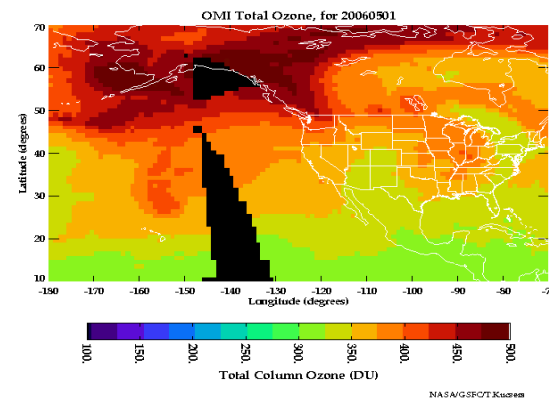 OMI Total Ozone, for 20060501
70
60
50
40
30
20
10
Latitude (degrees)
-180 -170 -160 -150 -140 -130 -120 -110 -100 -90 -80 -70
Longitude (degrees)
100. 150. 200. 250. 300. 350. 400. 450. 500.
Total Column Ozone (DU)
NASA/GSFC/T.Kucsera